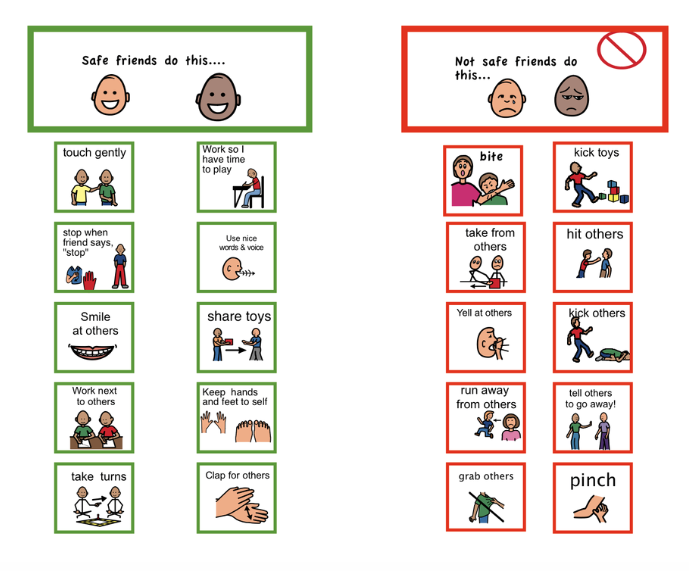 Safe friends do this....
touch gently
Work so I
have time
to play
stop when
friend says,
"stop"
Use nice
words & voice
Smile
at others
share toys
Work next
to others
Keep hands
and feet to self
take turns
Clap for others
Not safe friends do
this...
bite
kick toys
take from
others
hit others
Yell at others
kick others
run away
from others
tell others
to go away!
grab others
pinch